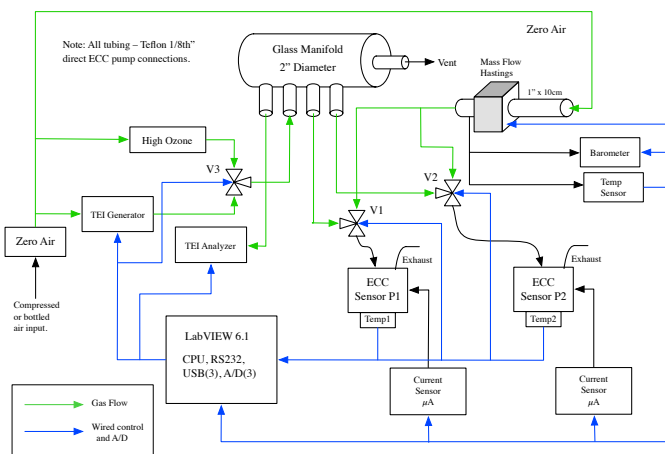 Zero Air
Note: All tubing – Teflon 1/8th”
direct ECC pump connections.
Glass Manifold
2” Diameter
Vent
Mass Flow
Hastings
1” x 10cm
High Ozone
V3
Barometer
Temp
Sensor
V2
TEI Generator
V1
Zero Air
TEI Analyzer
Exhaust
Exhaust
Compressed
or bottled
air input.
ECC
Sensor P1
Temp1
ECC
Sensor P2
Temp2
LabVIEW 6.1
CPU, RS232,
USB(3), A/D(3)
Current
Sensor
µA
Current
Sensor
µA
Gas Flow
Wired control
and A/D